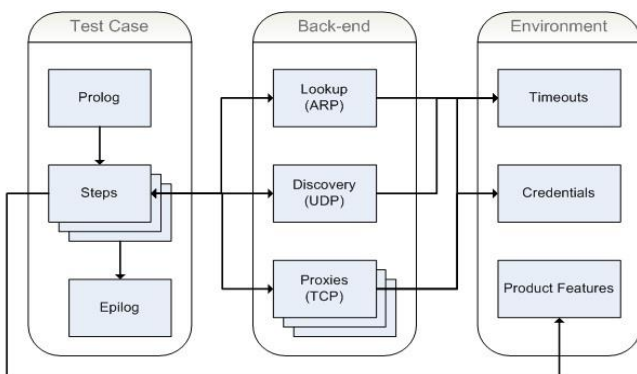 Test Case
Back-end
Environment
Prolog
Lookup
(ARP)
Timeouts
Steps
Discovery
(UDP)
Credentials
Epilog
Proxies
(TCP)
Product Features